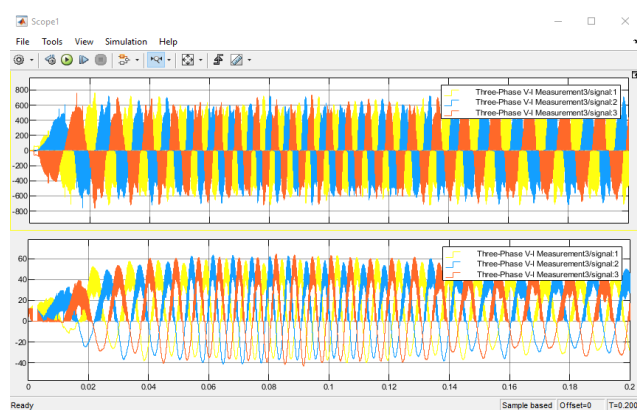 Scope1
File Tools View Simulation Help
800
600
400
200
0
-200
-400
-600
-800
Three-Phase V-I Measurement3/signal:1
Three-Phase V-I Measurement3/signal:2
Three-Phase V-I Measurement3/signal:3
60
40
20
0
-20
-40
Three-Phase V-I Measurement3/signal:1
Three-Phase V-I Measurement3/signal:2
Three-Phase V-I Measurement3/signal:3
0 0.02 0.04 0.06 0.08 0.1 0.12 0.14 0.16 0.18 0.2
Ready Sample based Offset=0 T=0.200